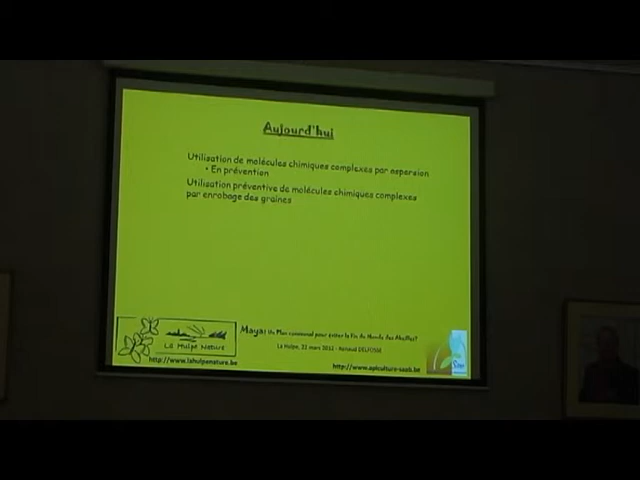 Aujourd'hui
Utilisation de molécules chimiques complexes par aspersion
• En prévention
Utilisation préventive de molécules chimiques complexes
par enrobage des graines
Maya: Un Plan communal pour éviter la Fin du Monde des Abeilles?
La Hulpe Nature
La Hulpe, 22 mars 2012 - Renaud DELFOSSE
http://www.lahulpenature.be
http://www.apiculture-saab.be